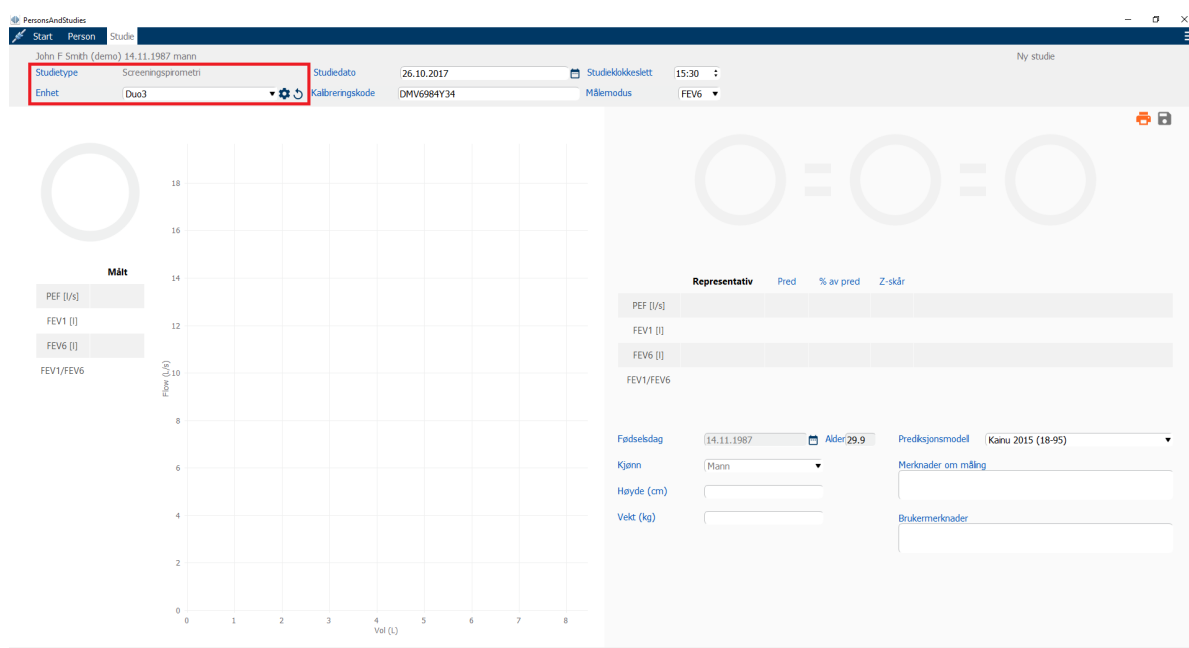 PersonsAndStudies
Start Person Studie
John F Smith (demo) 14.11.1987 mann
Ny studie
Studietype Screeningspirometri Studiedato 26.10.2017 Studieklokkeslett 15:30
Enhet Duo3 Kalibreringskode DMV6984Y34 Målemodus FEV6
Målt
PEF [l/s]
FEV1 [l]
FEV6 [l]
FEV1/FEV6
18
16
14
12
10
8
6
4
2
0
Flow (L/s)
0 1 2 3 4 5 6 7 8
Vol (L)
Representativ Pred % av pred Z-skår
PEF [l/s]
FEV1 [l]
FEV6 [l]
FEV1/FEV6
Fødselsdag 14.11.1987 Alder 29.9 Prediksjonsmodell Kainu 2015 (18-95)
Kjønn Mann Merknader om måling
Høyde (cm)
Vekt (kg) Brukermerknader